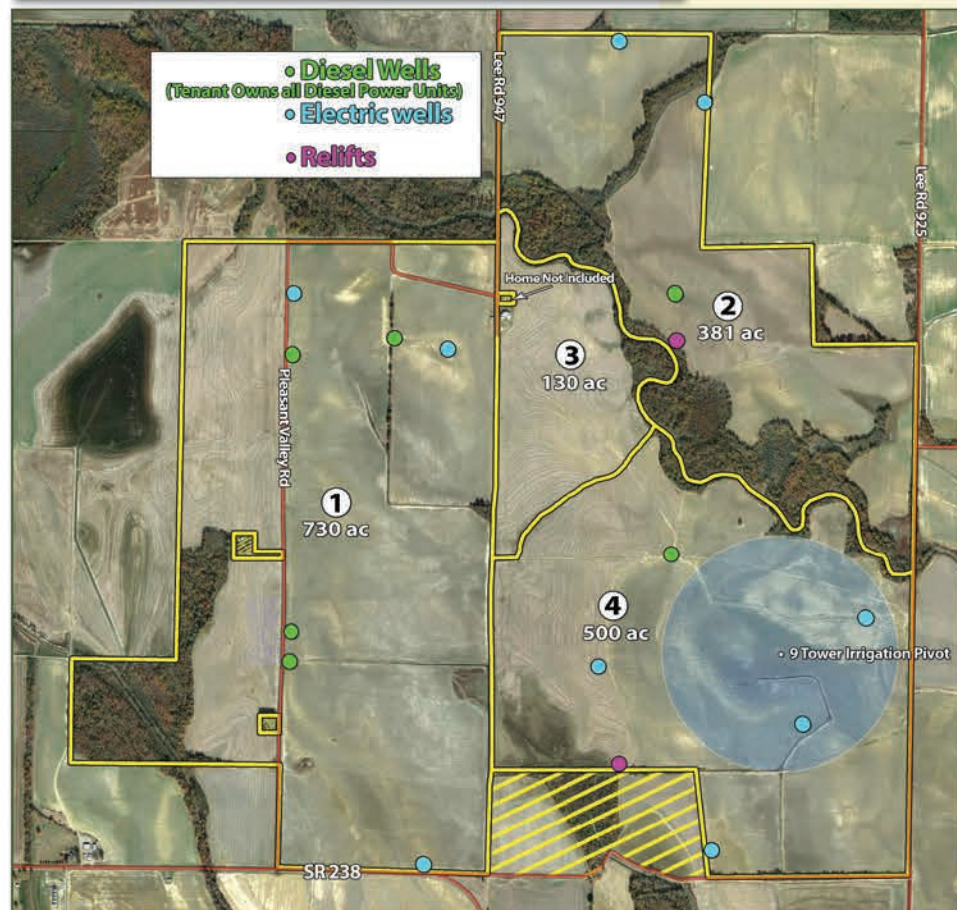 • Diesel Wells
(Tenant Owns all Diesel Power Units)
• Electric wells
• Relifts
Lee Rd 947
Lee Rd 925
Home Not Included
2
381 ac
3
130 ac
Pleasant Valley Rd
1
730 ac
4
500 ac
• 9 Tower Irrigation Pivot
SR 238